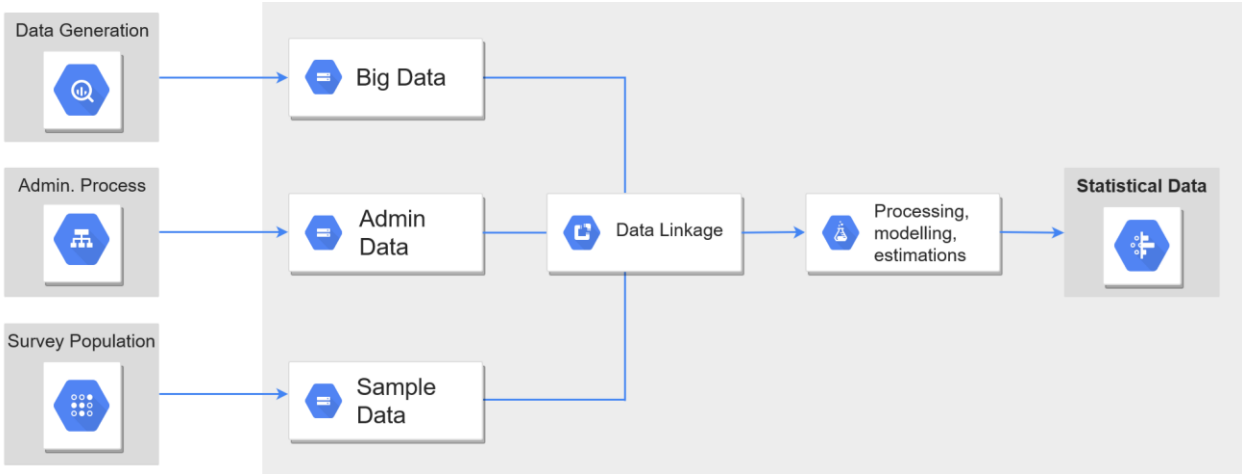 Data Generation
Big Data
Admin. Process
Admin
Data
Data Linkage
Processing,
modelling,
estimations
Statistical Data
Survey Population
Sample
Data